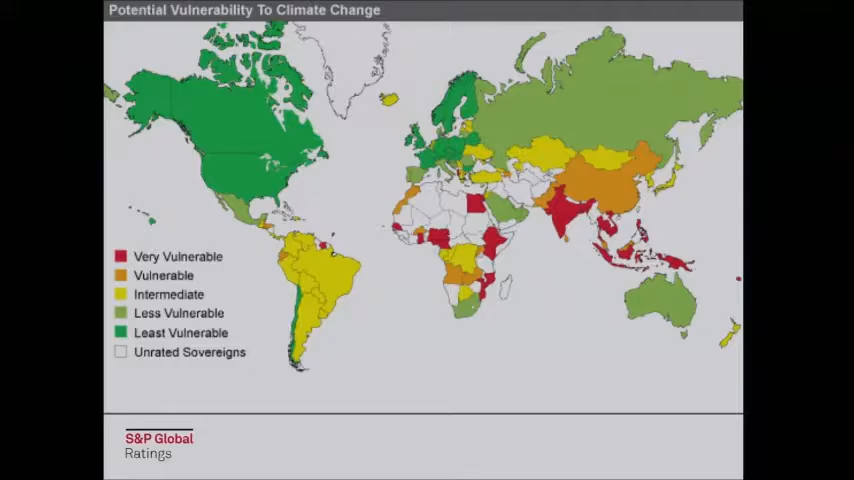 Potential Vulnerability To Climate Change
Very Vulnerable
Vulnerable
Intermediate
Less Vulnerable
Least Vulnerable
Unrated Sovereigns
S&P Global
Ratings